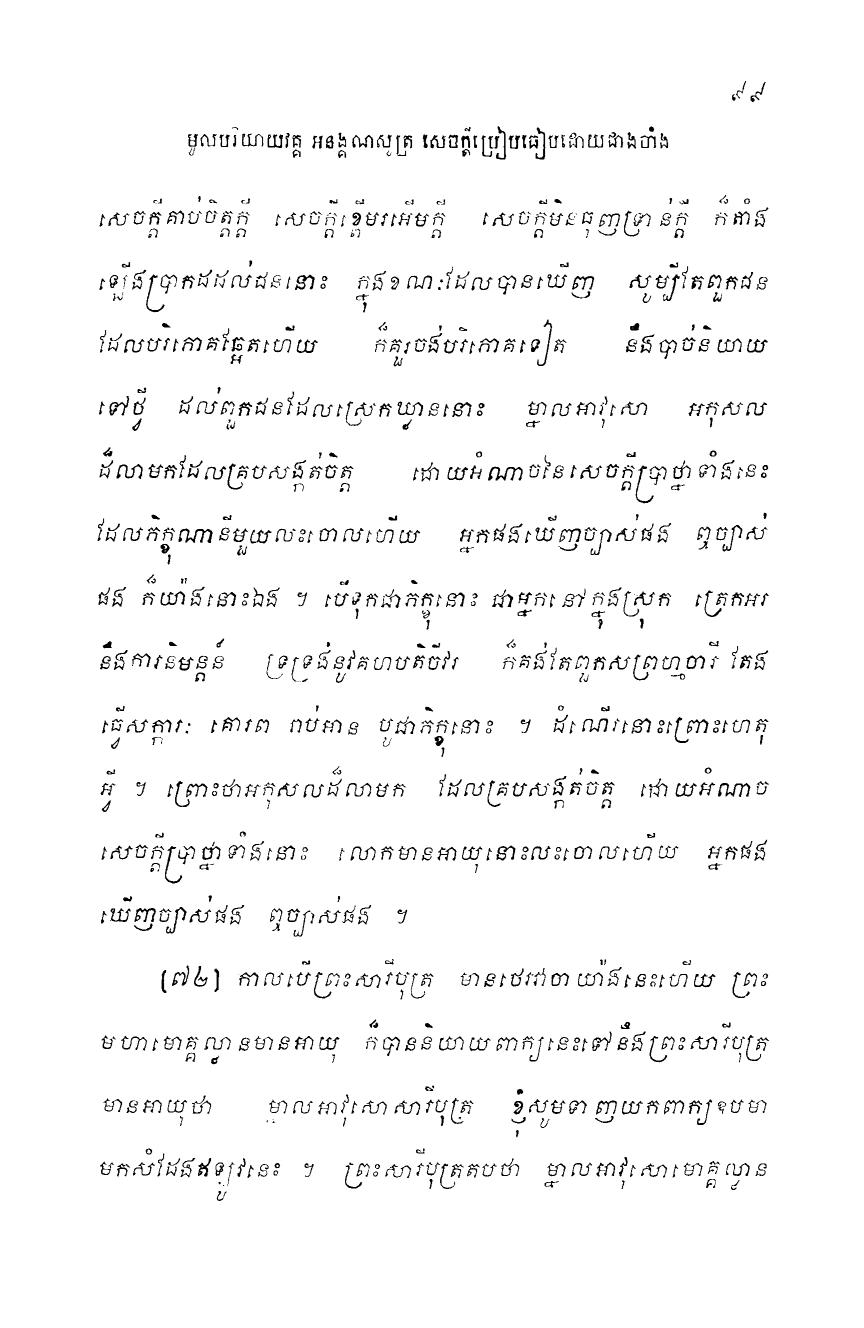 ៩៩
មូលបរិយាយវគ្គ អនង្គណសូត្រ សេចក្តីប្រៀបធៀបដោយជាងចាំង
សេចក្តីគាប់ចិត្តក្តី សេចក្តីខ្ពើមរអើមក្តី សេចក្តីមិនធុញទ្រាន់ក្តី ក៏តាំង
ឡើងប្រាកដដល់ជននោះ ក្នុងខណៈដែលបានឃើញ សូម្បីតែពួកជន
ដែលបរិភោគឆ្អែតហើយ ក៏គួរចង់បរិភោគទៀត នឹងបាច់និយាយ
ទៅថ្វី ដល់ពួកជនដែលស្រេកឃ្លាននោះ ម្នាលអាវុសោ អកុសល
ដ៏លាមកដែលគ្របសង្កត់ចិត្ត ដោយអំណាចនៃសេចក្តីប្រាថ្នាទាំងនេះ
ដែលភិក្ខុណានីមួយលះចោលហើយ អ្នកផងឃើញច្បាស់ផង ឮច្បាស់
ផង ក៏យ៉ាងនោះឯង ។ បើទុកជាភិក្ខុនោះ ជាអ្នកនៅក្នុងស្រុក ត្រេកអរ
នឹងការនិមន្តន៍ ទ្រទ្រង់នូវគហបតិចីវរ ក៏គង់តែពួកសព្រហ្មចារី តែង
ធ្វើសក្ការៈ គោរព រាប់អាន បូជាភិក្ខុនោះ ។ ដំណើរនោះព្រោះហេតុ
អ្វី ។ ព្រោះថាអកុសលដ៏លាមក ដែលគ្របសង្កត់ចិត្ត ដោយអំណាច
សេចក្តីប្រាថ្នាទាំងនោះ លោកមានអាយុនោះលះចោលហើយ អ្នកផង
ឃើញច្បាស់ផង ឮច្បាស់ផង ។
[៧៤] កាលបើព្រះសារីបុត្រ មានថេរវាចាយ៉ាងនេះហើយ ព្រះ
មហាមោគ្គល្លានមានអាយុ ក៏បាននិយាយពាក្យនេះទៅនឹងព្រះសារីបុត្រ
មានអាយុថា ម្នាលអាវុសោសារីបុត្រ ខ្ញុំសូមទាញយកពាក្យឧបមា
មកសំដែងឥឡូវនេះ ។ ព្រះសារីបុត្រតបថា ម្នាលអាវុសោមោគ្គល្លាន